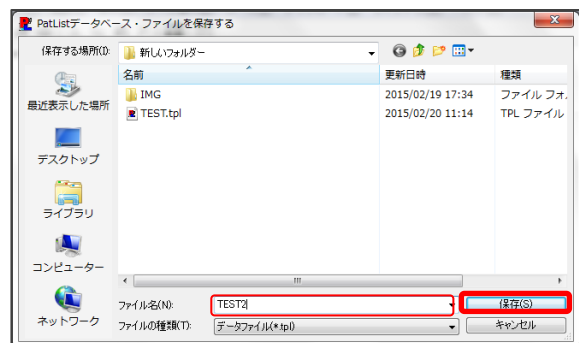 PatListデータベース・ファイルを保存する
保存する場所(I): 新しいフォルダー
名前 更新日時 種類
IMG 2015/02/19 17:34 ファイル フォ.
TEST.tpl 2015/02/20 11:14 TPL ファイル
最近表示した場所
デスクトップ
ライブラリ
コンピューター
ネットワーク
ファイル名(N): TEST2 保存(S)
ファイルの種類(T): データファイル(*.tpl) キャンセル